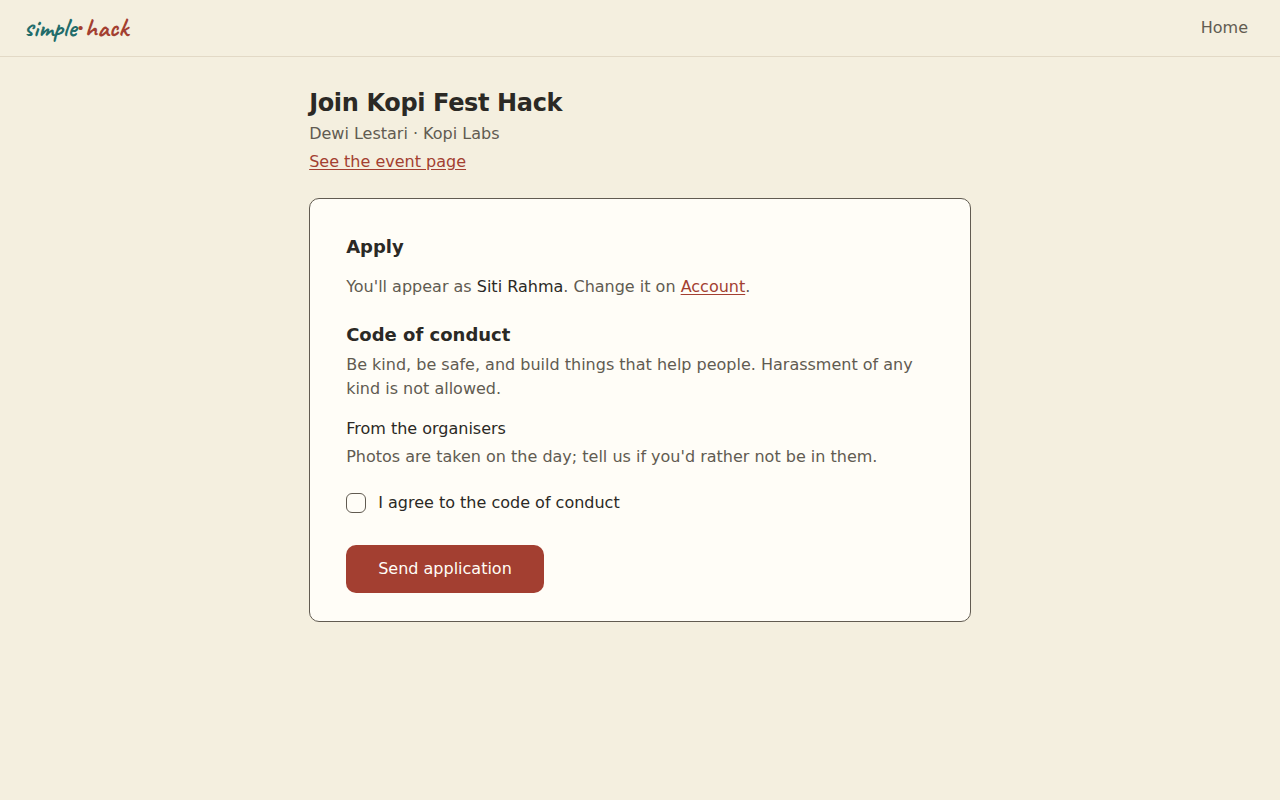 simple·hack
Home
Join Kopi Fest Hack
Dewi Lestari · Kopi Labs
See the event page
Apply
You'll appear as Siti Rahma. Change it on Account.
Code of conduct
Be kind, be safe, and build things that help people. Harassment of any
kind is not allowed.
From the organisers
Photos are taken on the day; tell us if you'd rather not be in them.
I agree to the code of conduct
Send application